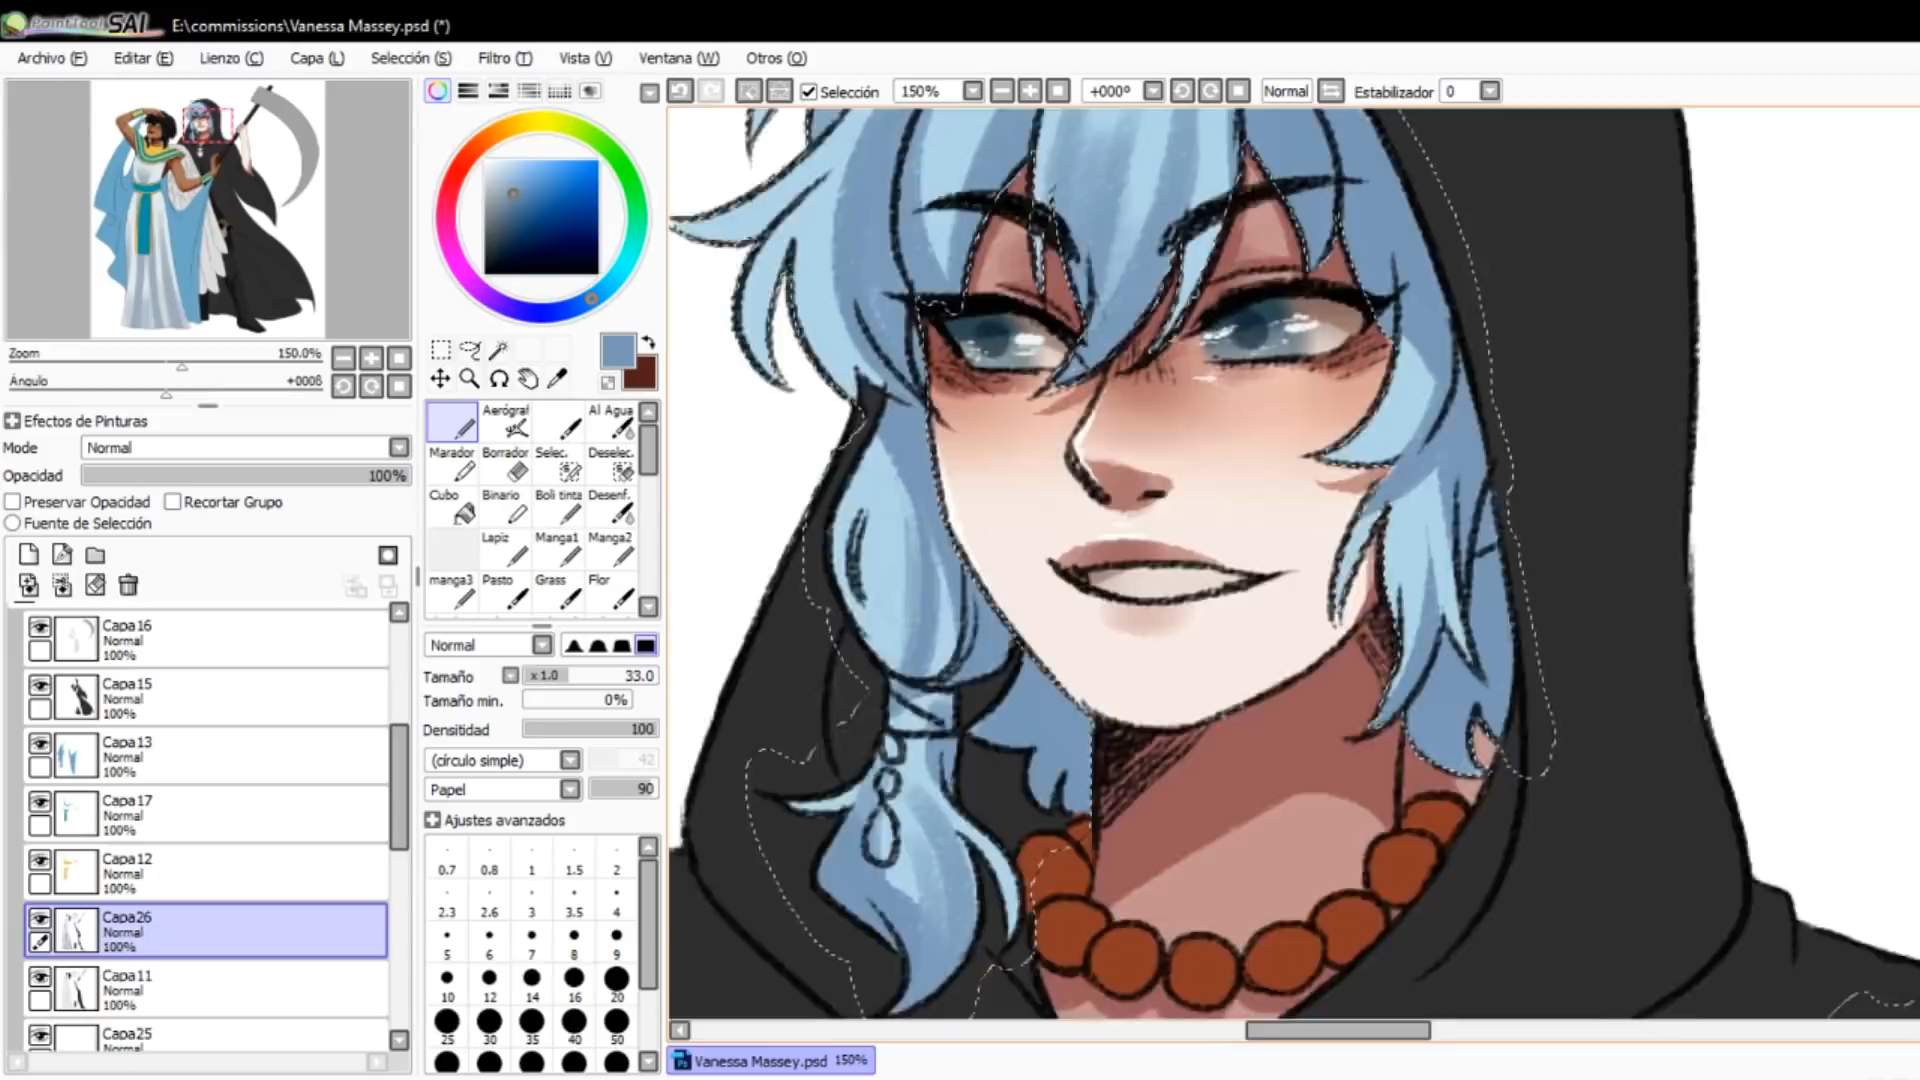 PaintTool SAI E:\commissions\Vanessa Massey.psd (*)
Archivo (F) Editar (E) Lienzo (C) Capa (L) Selección (S) Filtro (T) Vista (V) Ventana (W) Otros (O)
Selección 150% +000º Normal Estabilizador 0
Zoom 150.0%
Ángulo +000ß
Efectos de Pinturas
Mode Normal
Opacidad 100%
Preservar Opacidad Recortar Grupo
Fuente de Selección
Capa16
Normal
100%
Capa15
Normal
100%
Capa13
Normal
100%
Capa17
Normal
100%
Capa12
Normal
100%
Capa26
Normal
100%
Capa11
Normal
100%
Capa25
Normal
Aerógraf Al Agua
Marador Borrador Selec. Deselec.
Cubo Binario Boli tinta Desenf.
Lapiz Manga1 Manga2
manga3 Pasto Grass Flor
Normal
Tamaño x 1.0 33.0
Tamaño min. 0%
Densitidad 100
(círculo simple) 42
Papel 90
Ajustes avanzados
0.7 0.8 1 1.5 2
2.3 2.6 3 3.5 4
5 6 7 8 9
10 12 14 16 20
25 30 35 40 50
Vanessa Massey.psd 150%